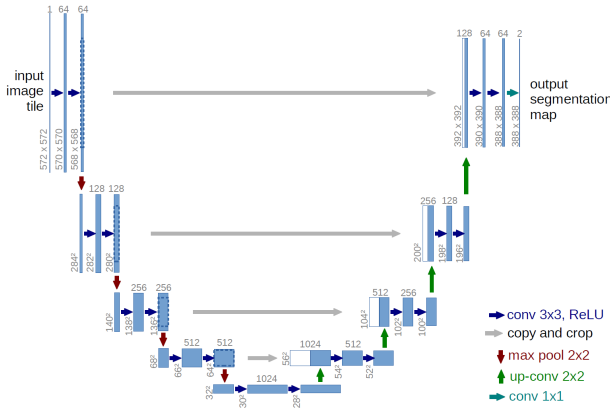 1 64 64
128 64 64 2
input
image
tile
output
segmentation
map
572 x 572
570 x 570
568 x 568
392 x 392
390 x 390
388 x 388
388 x 388
128 128
256 128
284²
282²
280²
200²
198²
196²
256 256
512 256
140²
138²
136²
104²
102²
100²
512 512
1024 512
68²
66²
64²
56²
54²
52²
1024
32²
30²
28²
conv 3x3, ReLU
copy and crop
max pool 2x2
up-conv 2x2
conv 1x1